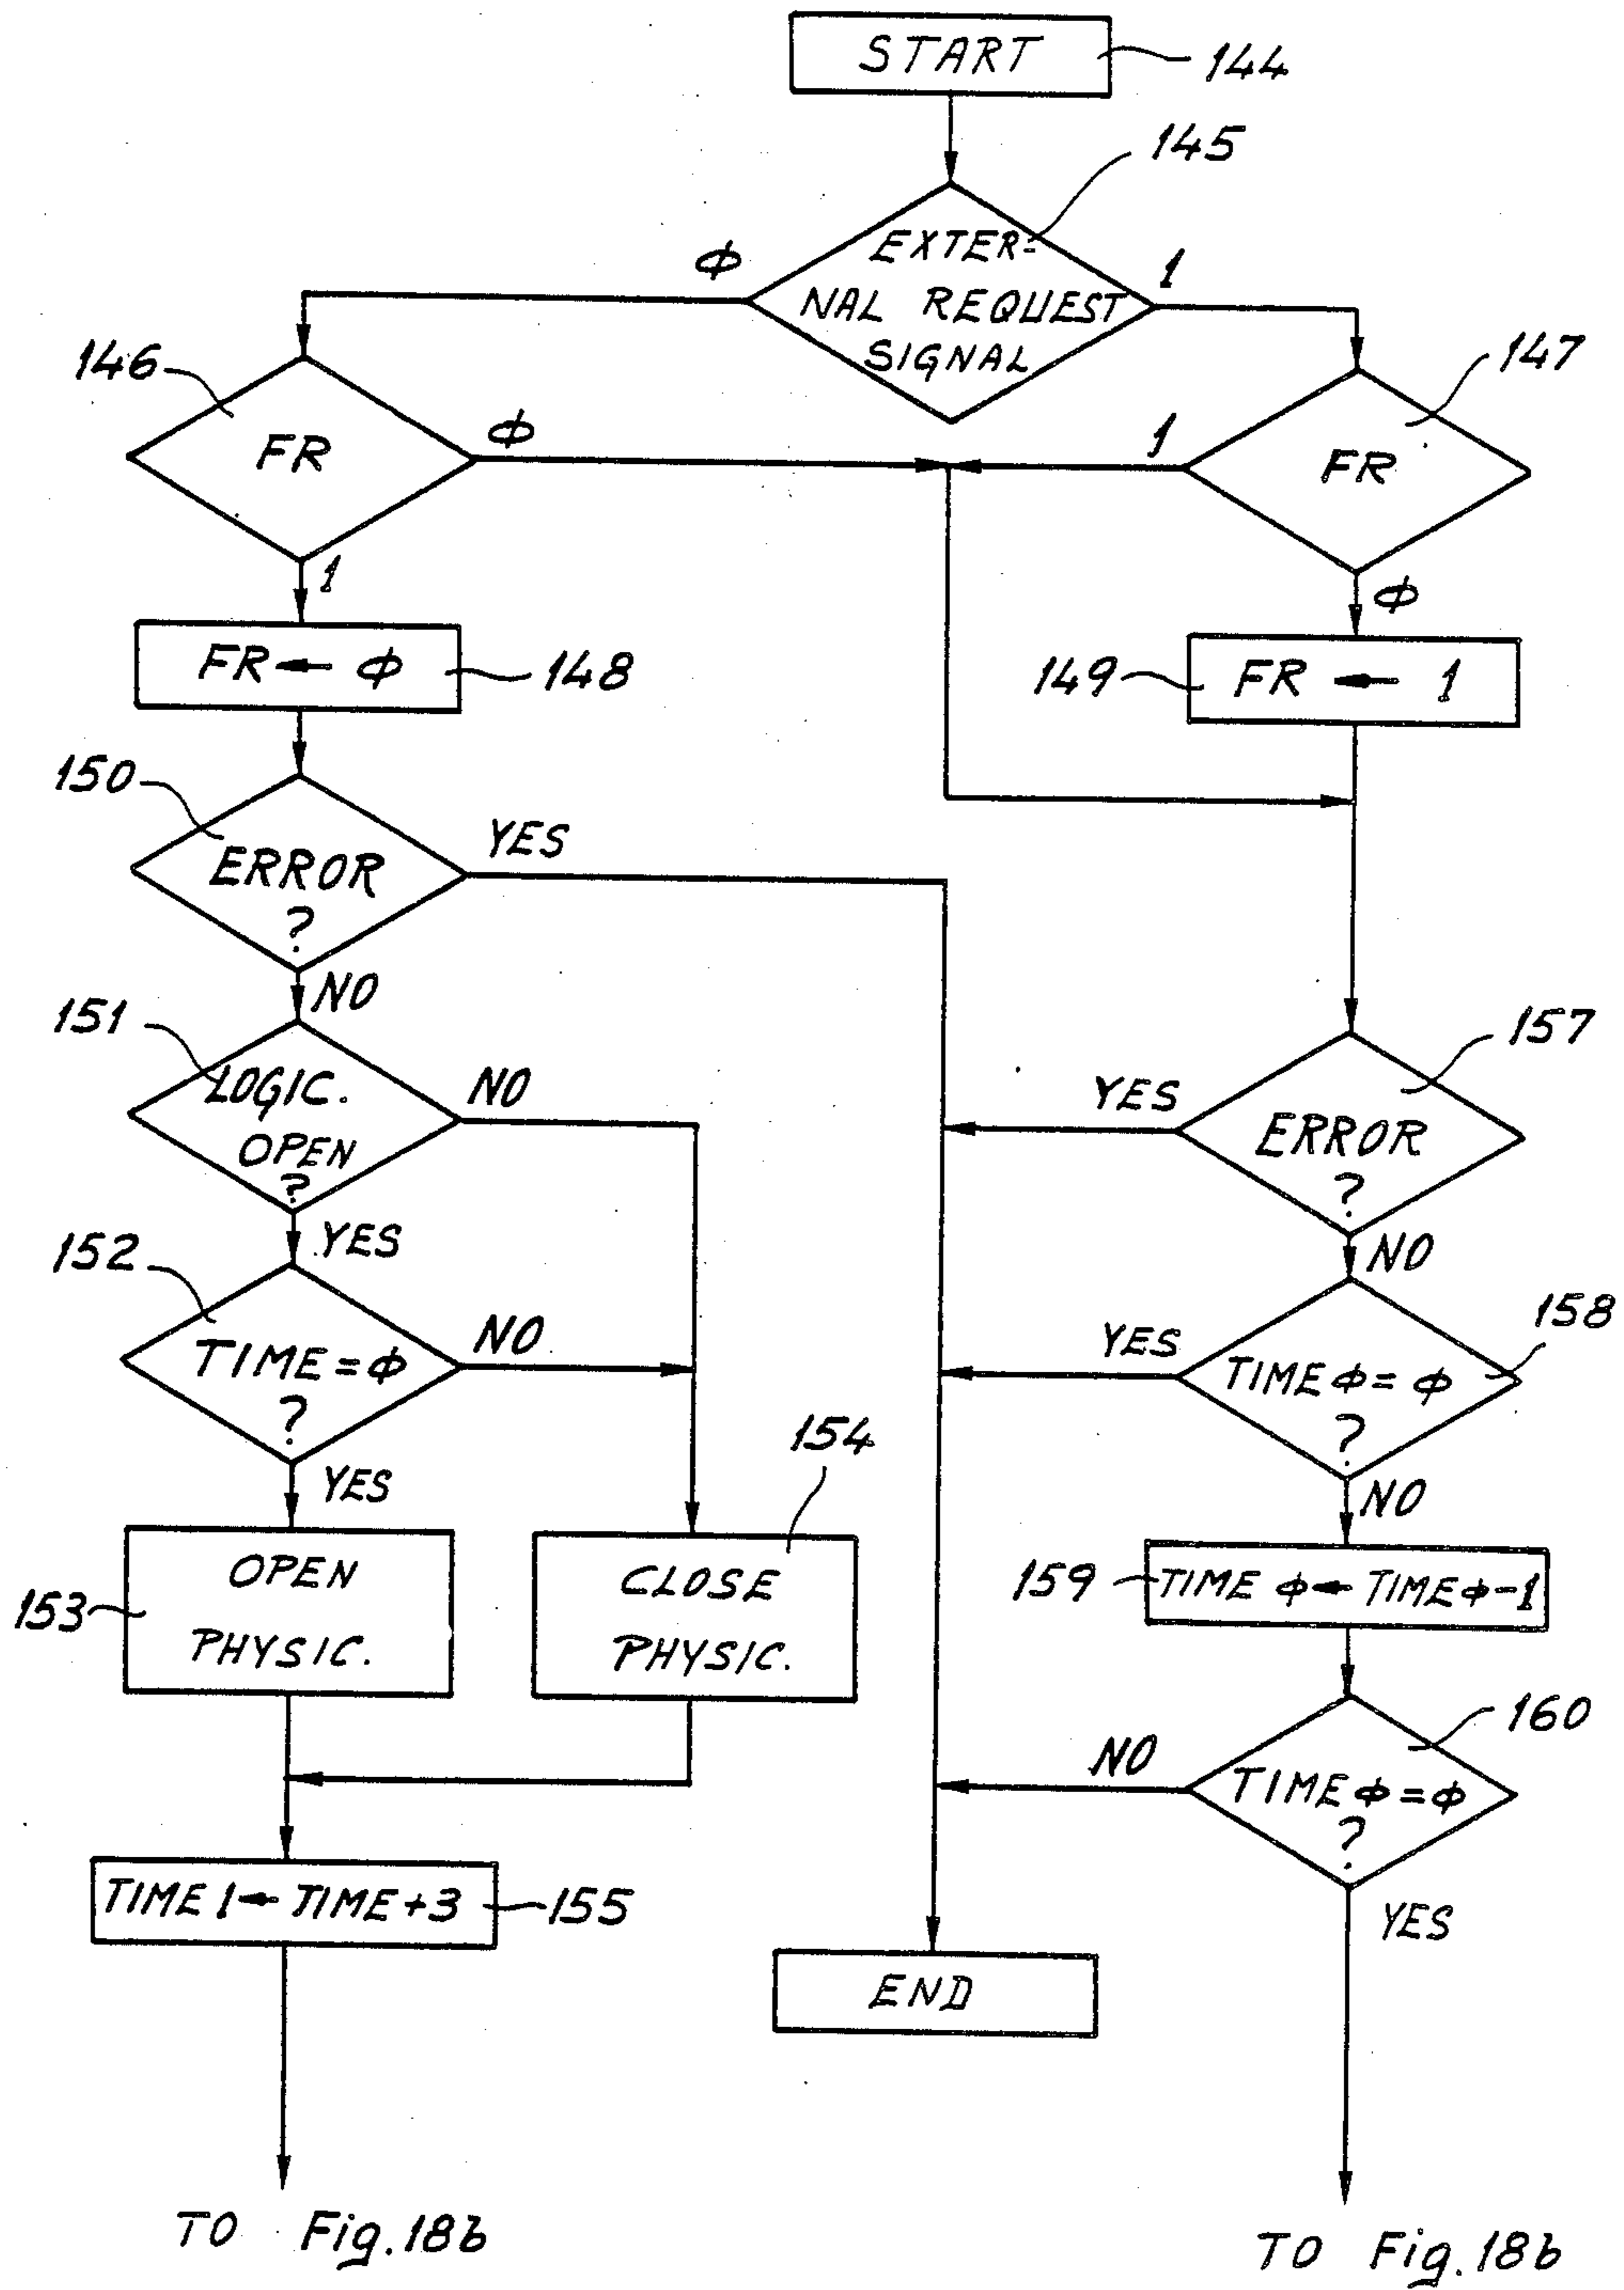 START
144
145
EXTER-
NAL REQUEST
SIGNAL
ϕ
1
146
FR
ϕ
1
147
FR
1
ϕ
FR ← ϕ
148
149
FR ← 1
150
ERROR
?
YES
NO
151
LOGIC.
OPEN
?
NO
YES
157
ERROR
?
YES
NO
152
TIME = ϕ
?
NO
YES
158
TIME ϕ = ϕ
?
YES
NO
153
OPEN
PHYSIC.
154
CLOSE
PHYSIC.
159
TIME ϕ ← TIME ϕ - 1
160
TIME ϕ = ϕ
?
NO
YES
TIME 1 ← TIME + 3
155
END
TO Fig. 18b
TO Fig. 18b